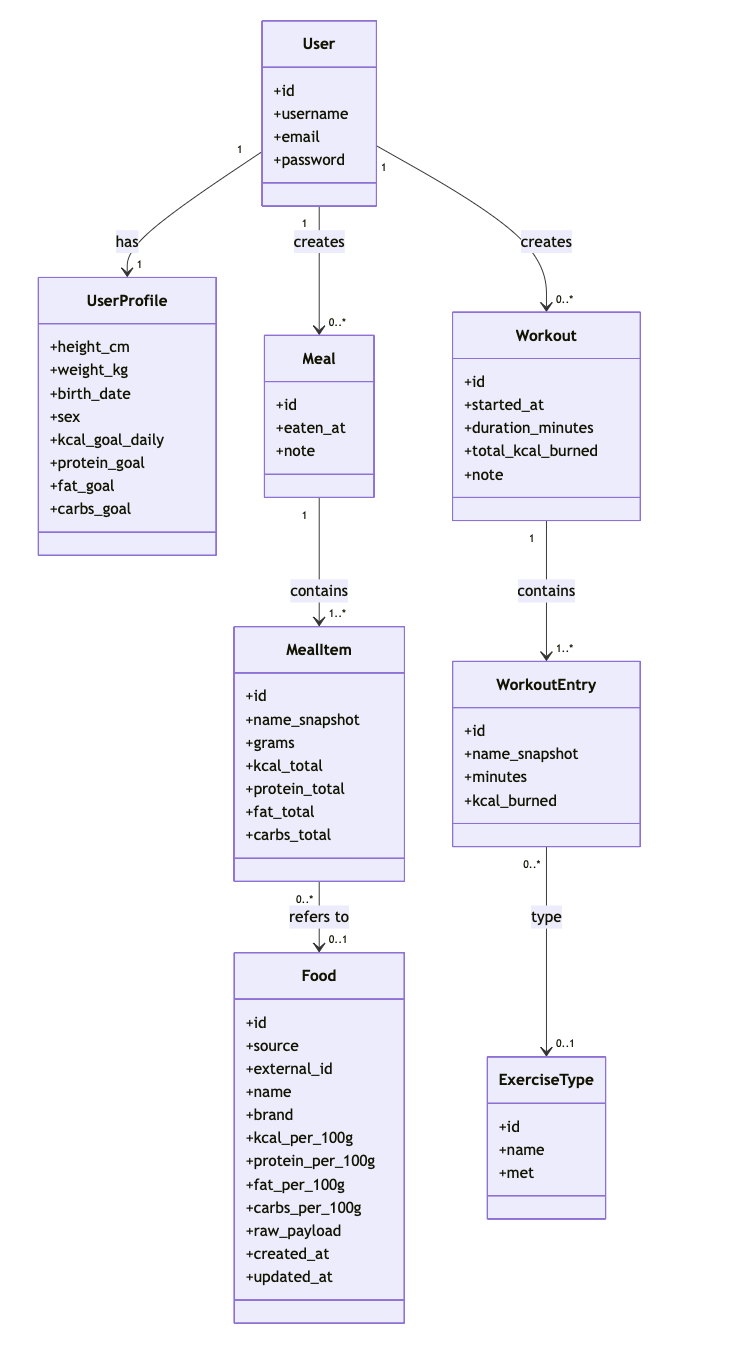 User
+id
+username
+email
+password
1
1
1
has
creates
creates
1
0..*
0..*
UserProfile
+height_cm
+weight_kg
+birth_date
+sex
+kcal_goal_daily
+protein_goal
+fat_goal
+carbs_goal
Meal
+id
+eaten_at
+note
Workout
+id
+started_at
+duration_minutes
+total_kcal_burned
+note
1
contains
1..*
1
contains
1..*
MealItem
+id
+name_snapshot
+grams
+kcal_total
+protein_total
+fat_total
+carbs_total
WorkoutEntry
+id
+name_snapshot
+minutes
+kcal_burned
0..*
refers to
0..1
0..*
type
0..1
Food
+id
+source
+external_id
+name
+brand
+kcal_per_100g
+protein_per_100g
+fat_per_100g
+carbs_per_100g
+raw_payload
+created_at
+updated_at
ExerciseType
+id
+name
+met